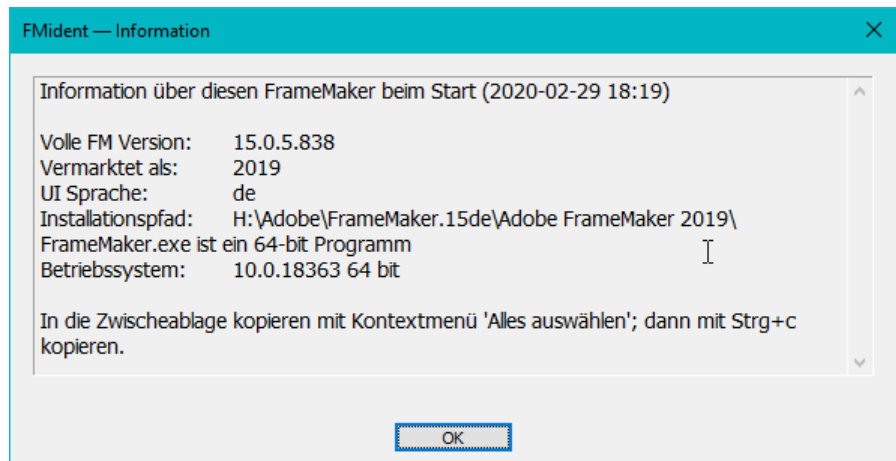 FMident — Information
Information über diesen FrameMaker beim Start (2020-02-29 18:19)
Volle FM Version: 15.0.5.838
Vermarktet als: 2019
UI Sprache: de
Installationspfad: H:\Adobe\FrameMaker.15de\Adobe FrameMaker 2019\
FrameMaker.exe ist ein 64-bit Programm
Betriebssystem: 10.0.18363 64 bit
In die Zwischeablage kopieren mit Kontextmenü 'Alles auswählen'; dann mit Strg+c
kopieren.
OK